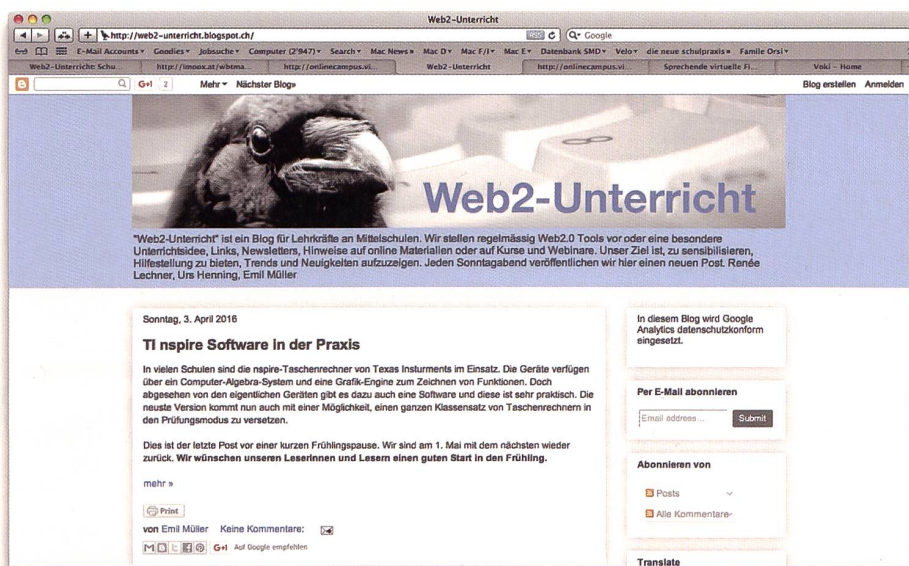 Web2-Unterricht
http://web2-unterricht.blogspot.ch/
RSS
Google
E-Mail Accounts Goodies Jobsuche Computer (2'947) Search Mac News Mac D Mac F/I Mac E Datenbank SMD Velo die neue schulpraxis Famile Orsi
Web2-Unterricht: Schu... http://imoox.at/wbtma... http://onlinecampus.vi... Web2-Unterricht http://onlinecampus.vi... Sprechende virtuelle Fi... Voki - Home
G+1 2 Mehr Nächster Blog» Blog erstellen Anmelden
8
Web2-Unterricht
"Web2-Unterricht" ist ein Blog für Lehrkräfte an Mittelschulen. Wir stellen regelmässig Web2.0 Tools vor oder eine besondere
Unterrichtsidee, Links, Newsletters, Hinweise auf online Materialien oder auf Kurse und Webinare. Unser Ziel ist, zu sensibilisieren,
Hilfestellung zu bieten, Trends und Neuigkeiten aufzuzeigen. Jeden Sonntagabend veröffentlichen wir hier einen neuen Post. Renée
Lechner, Urs Henning, Emil Müller
Sonntag, 3. April 2016
TI nspire Software in der Praxis
In vielen Schulen sind die nspire-Taschenrechner von Texas Insturments im Einsatz. Die Geräte verfügen
über ein Computer-Algebra-System und eine Grafik-Engine zum Zeichnen von Funktionen. Doch
abgesehen von den eigentlichen Geräten gibt es dazu auch eine Software und diese ist sehr praktisch. Die
neuste Version kommt nun auch mit einer Möglichkeit, einen ganzen Klassensatz von Taschenrechnern in
den Prüfungsmodus zu versetzen.
Dies ist der letzte Post vor einer kurzen Frühlingspause. Wir sind am 1. Mai mit dem nächsten wieder
zurück. Wir wünschen unseren Leserinnen und Lesern einen guten Start in den Frühling.
mehr »
Print
von Emil Müller Keine Kommentare:
G+1 Auf Google empfehlen
In diesem Blog wird Google
Analytics datenschutzkonform
eingesetzt.
Per E-Mail abonnieren
Email address... Submit
Abonnieren von
Posts
Alle Kommentare
Translate